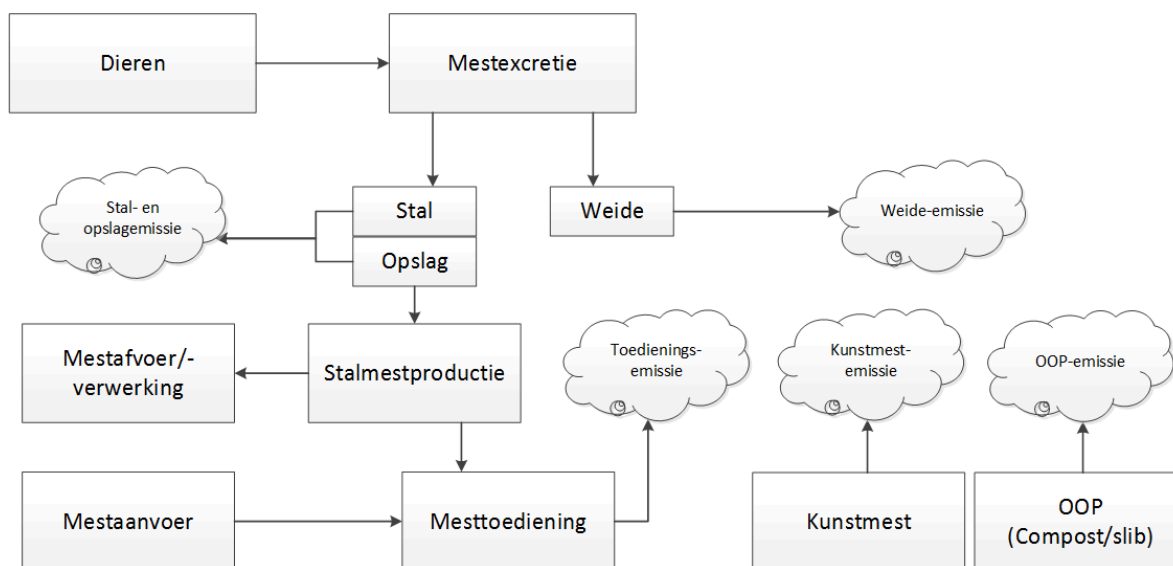 Dieren
Mestexcretie
Stal- en
opslagemissie
Stal
Opslag
Weide
Weide-emissie
Mestafvoer/-
verwerking
Stalmestproductie
Toedienings-
emissie
Kunstmest-
emissie
OOP-emissie
Mestaanvoer
Mesttoediening
Kunstmest
OOP
(Compost/slib)